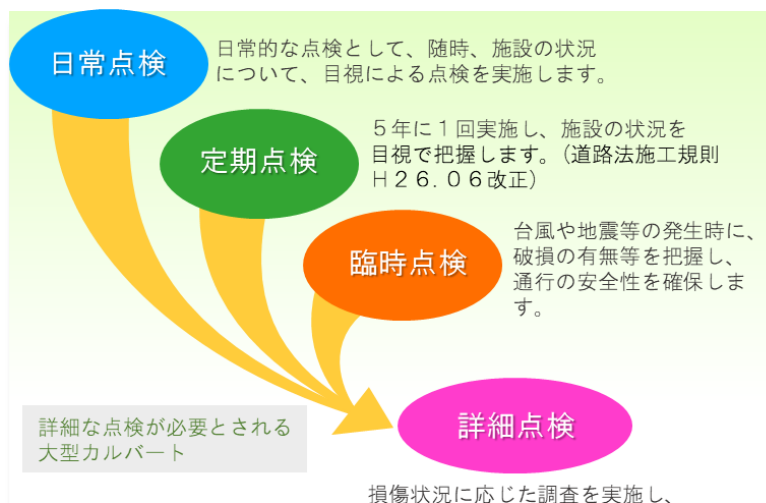 日常点検
日常的な点検として、随時、施設の状況
について、目視による点検を実施します。
定期点検
５年に１回実施し、施設の状況を
目視で把握します。（道路法施工規則
Ｈ２６．０６改正）
臨時点検
台風や地震等の発生時に、
破損の有無等を把握し、
通行の安全性を確保しま
す。
詳細な点検が必要とされる
大型カルバート
詳細点検
損傷状況に応じた調査を実施し、